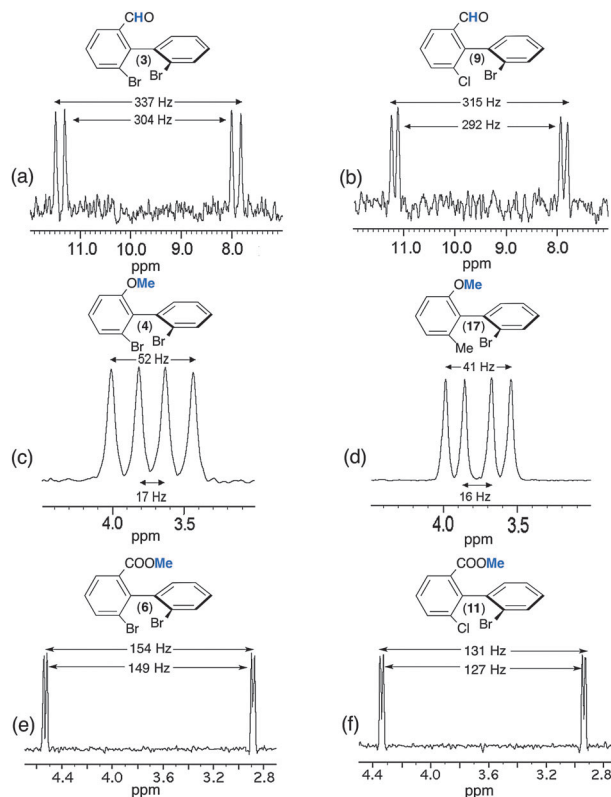 CHO
(3)
Br
Br
337 Hz
304 Hz
(a)
11.0 10.0 9.0 8.0
ppm
CHO
(9)
Cl
Br
315 Hz
292 Hz
(b)
11.0 10.0 9.0 8.0
ppm
OMe
(4)
Br
Br
52 Hz
(c)
17 Hz
4.0 3.5
ppm
OMe
(17)
Me
Br
41 Hz
(d)
16 Hz
4.0 3.5
ppm
COOMe
(6)
Br
Br
154 Hz
149 Hz
(e)
4.4 4.0 3.6 3.2 2.8
ppm
COOMe
(11)
Cl
Br
131 Hz
127 Hz
(f)
4.4 4.0 3.6 3.2 2.8
ppm